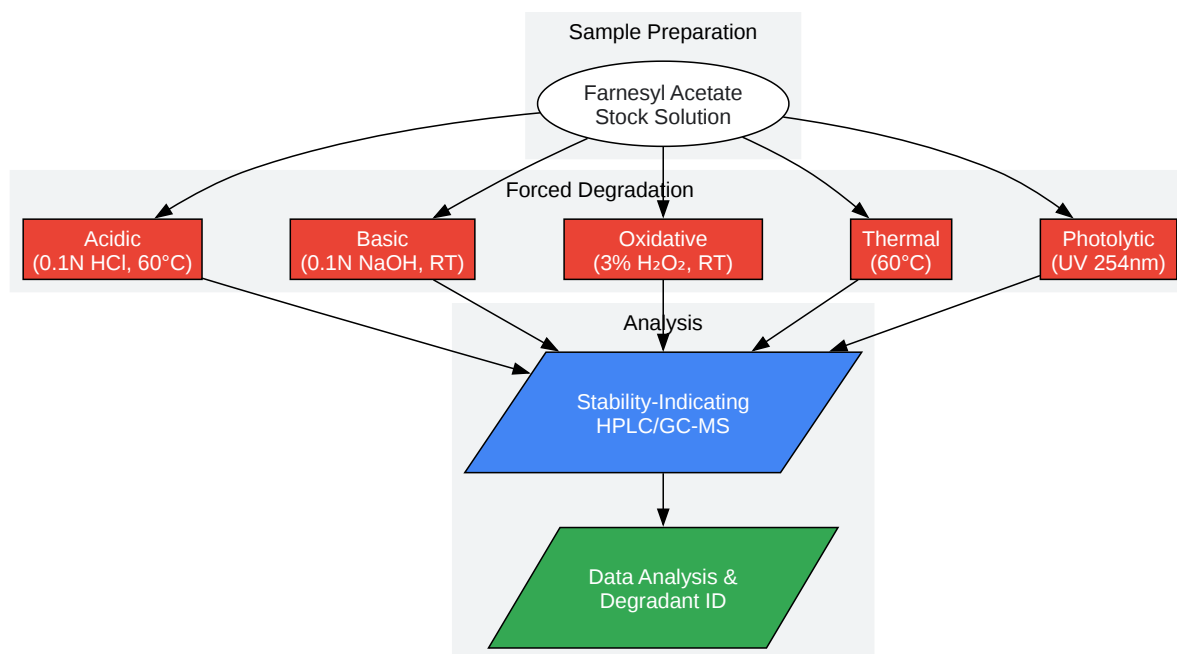 Sample Preparation
Farnesyl Acetate
Stock Solution
Forced Degradation
Acidic
(0.1N HCl, 60°C)
Basic
(0.1N NaOH, RT)
Oxidative
(3% H₂O₂, RT)
Thermal
(60°C)
Photolytic
(UV 254nm)
Analysis
Stability-Indicating
HPLC/GC-MS
Data Analysis &
Degradant ID